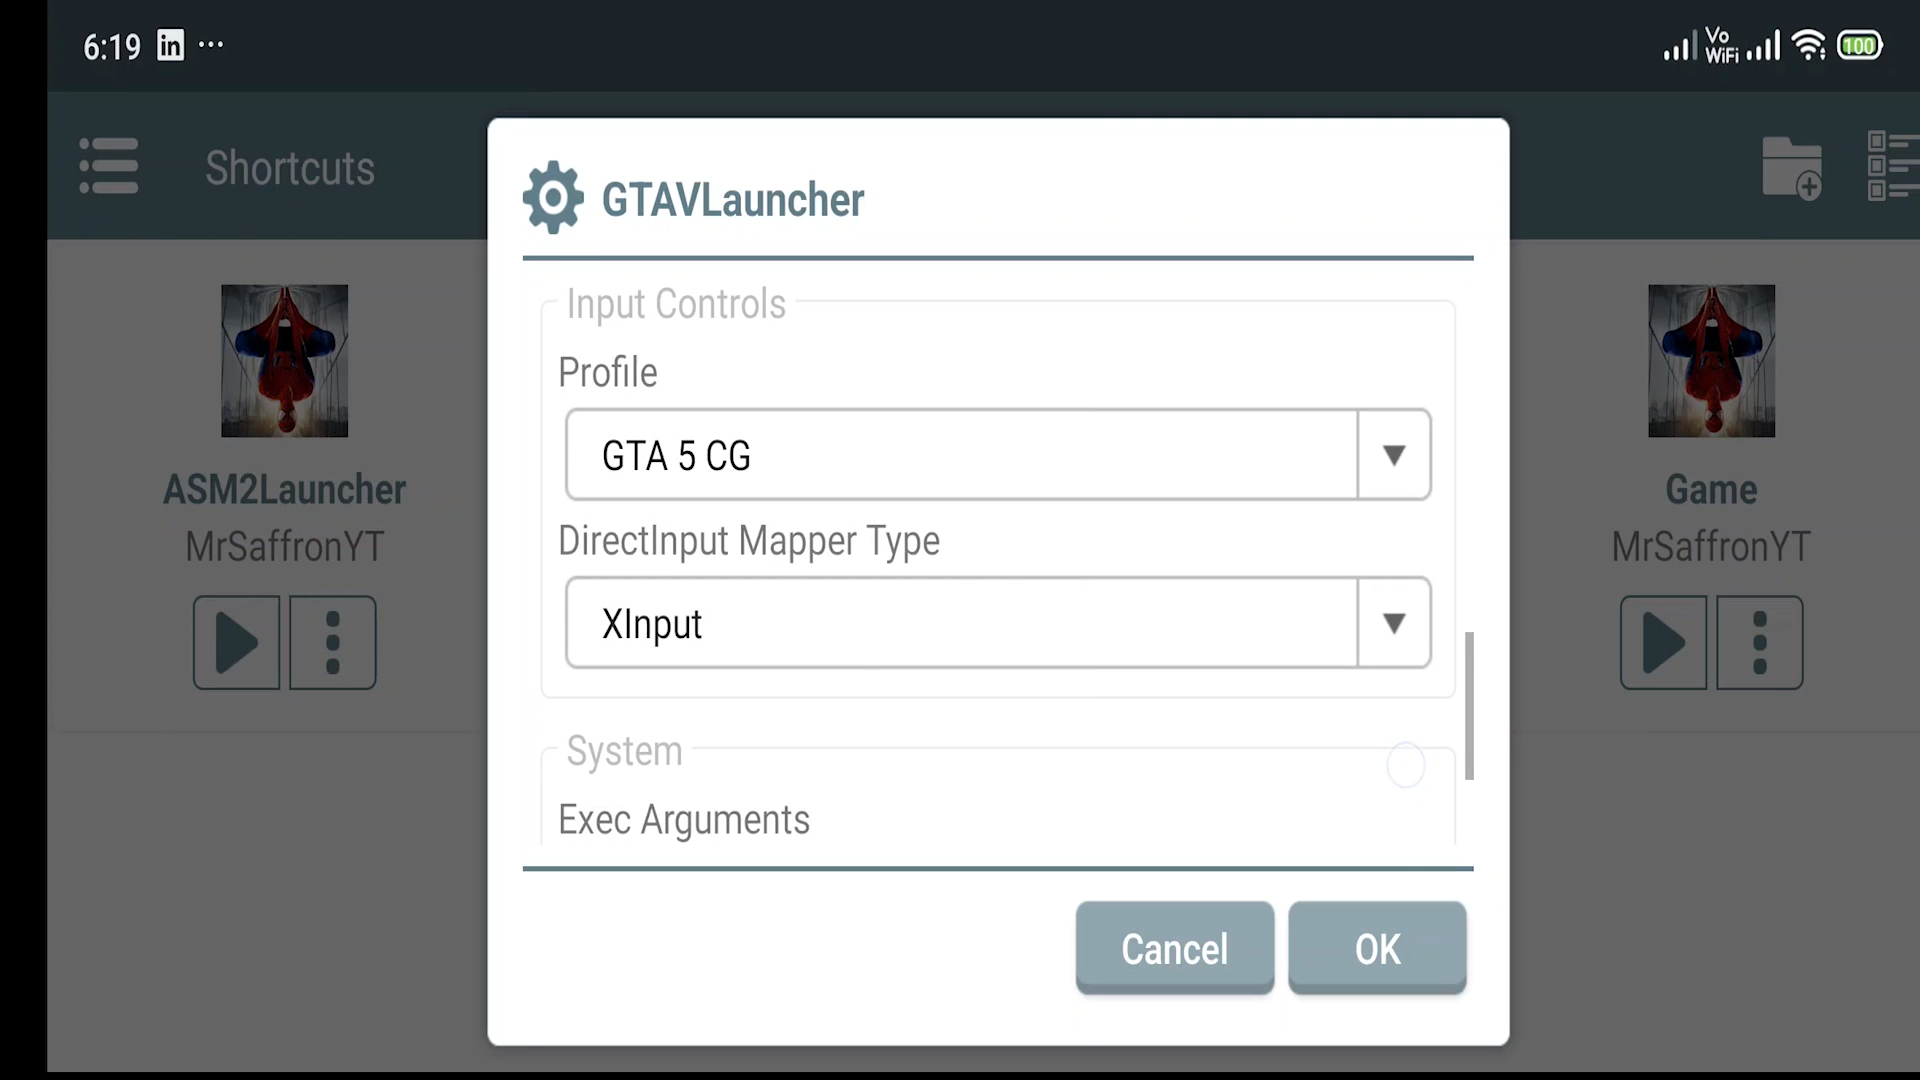 6:19 in ...
Vo
WiFi
100
Shortcuts
GTAVLauncher
Input Controls
Profile
GTA 5 CG
DirectInput Mapper Type
XInput
System
Exec Arguments
Cancel
OK
ASM2Launcher
MrSaffronYT
Game
MrSaffronYT